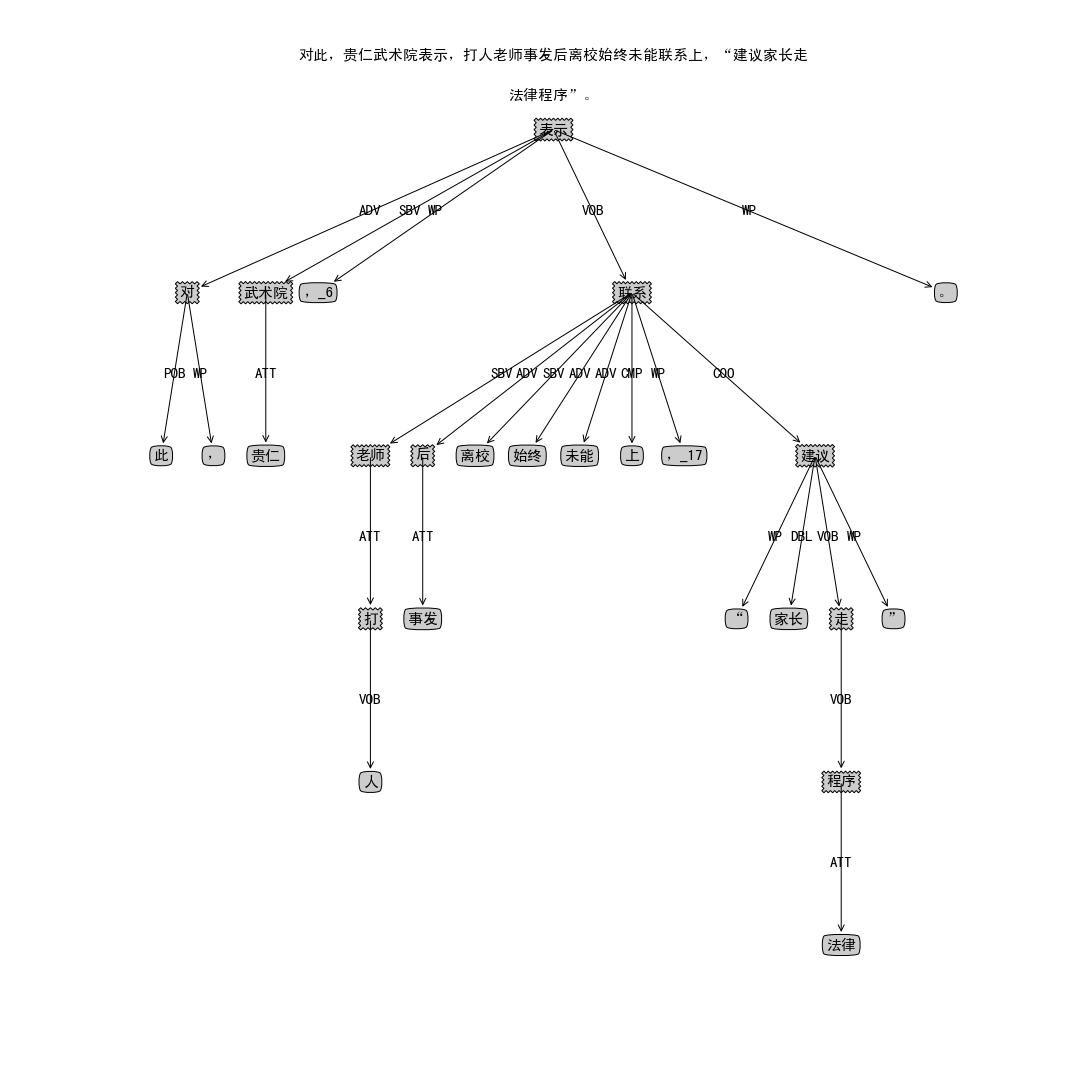 对此，贵仁武术院表示，打人老师事发后离校始终未能联系上，“建议家长走
法律程序”。
表示
ADV SBV WP VOB WP
对 武术院 ，_6 联系 。
POB WP ATT SBV ADV SBV ADV ADV CMP WP COO
此 ， 贵仁 老师 后 离校 始终 未能 上 ，_17 建议
ATT ATT WP DBL VOB WP
打 事发 “ 家长 走 ”
VOB VOB
人 程序
ATT
法律